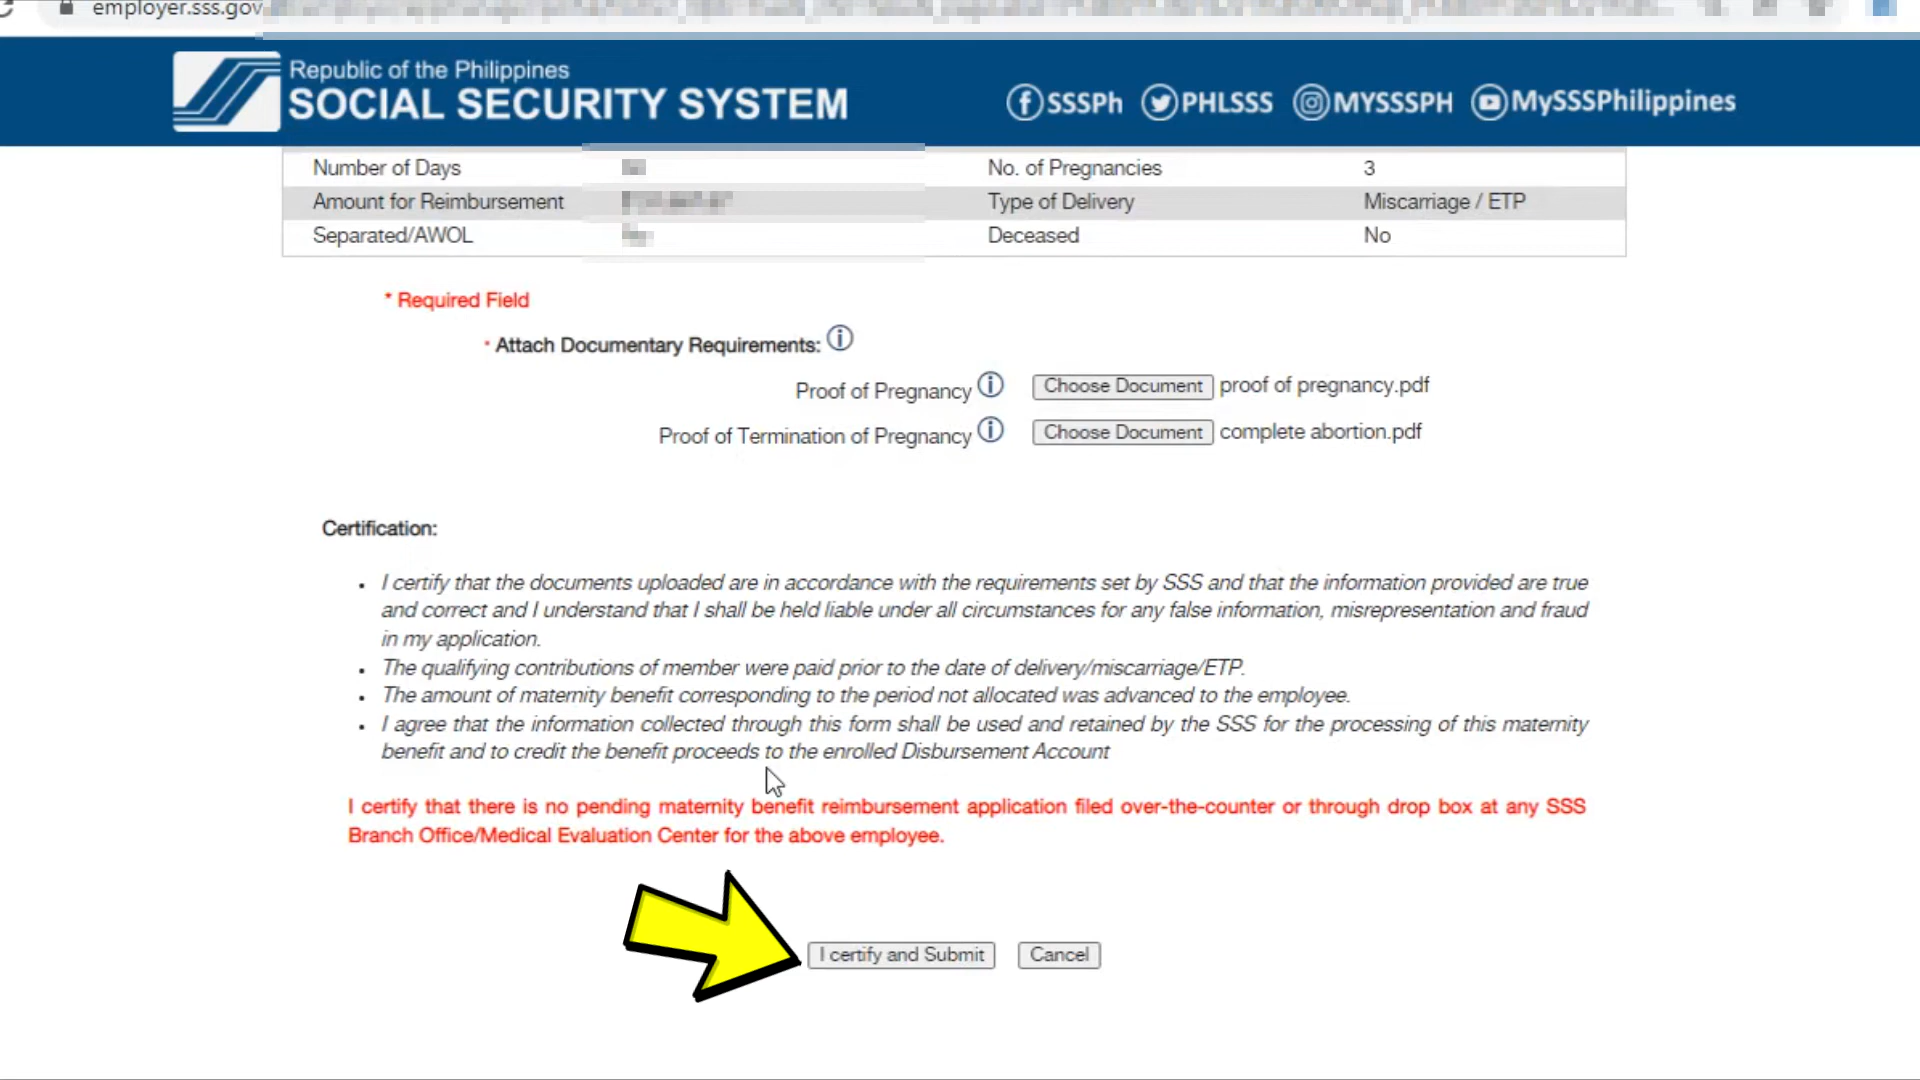 employer.sss.gov
Republic of the Philippines
SOCIAL SECURITY SYSTEM
SSSPh PHLSSS MYSSSPH MySSSPhilippines
Number of Days No. of Pregnancies 3
Amount for Reimbursement Type of Delivery Miscarriage / ETP
Separated/AWOL Deceased No
* Required Field
* Attach Documentary Requirements:
Proof of Pregnancy Choose Document proof of pregnancy.pdf
Proof of Termination of Pregnancy Choose Document complete abortion.pdf
Certification:
• I certify that the documents uploaded are in accordance with the requirements set by SSS and that the information provided are true
and correct and I understand that I shall be held liable under all circumstances for any false information, misrepresentation and fraud
in my application.
• The qualifying contributions of member were paid prior to the date of delivery/miscarriage/ETP.
• The amount of maternity benefit corresponding to the period not allocated was advanced to the employee.
• I agree that the information collected through this form shall be used and retained by the SSS for the processing of this maternity
benefit and to credit the benefit proceeds to the enrolled Disbursement Account
I certify that there is no pending maternity benefit reimbursement application filed over-the-counter or through drop box at any SSS
Branch Office/Medical Evaluation Center for the above employee.
I certify and Submit Cancel